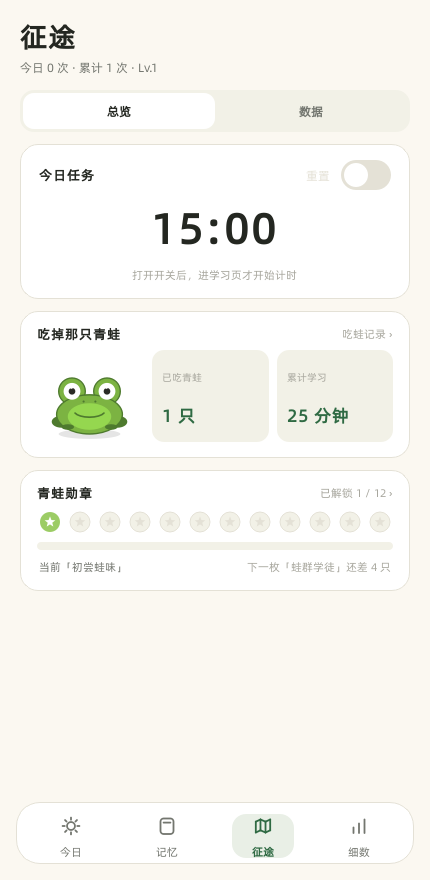 征途
今日 0 次 · 累计 1 次 · Lv.1
总览
数据
今日任务
重置
15:00
打开开关后，进学习页才开始计时
吃掉那只青蛙
吃蛙记录 ›
已吃青蛙
累计学习
1 只
25 分钟
青蛙勋章
已解锁 1 / 12 ›
当前「初尝蛙味」
下一枚「蛙群学徒」还差 4 只
今日
记忆
征途
细数